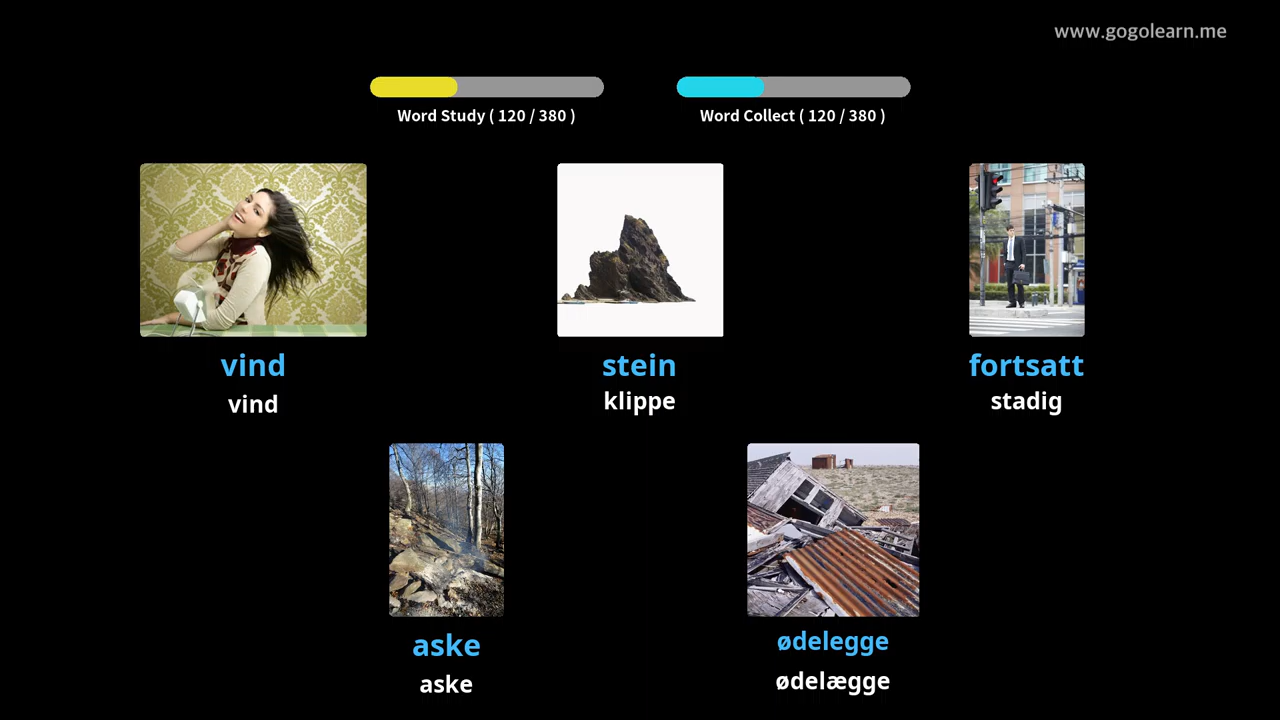 www.gogolearn.me
Word Study ( 120 / 380 )
Word Collect ( 120 / 380 )
vind
vind
stein
klippe
fortsatt
stadig
aske
aske
ødelegge
ødelægge